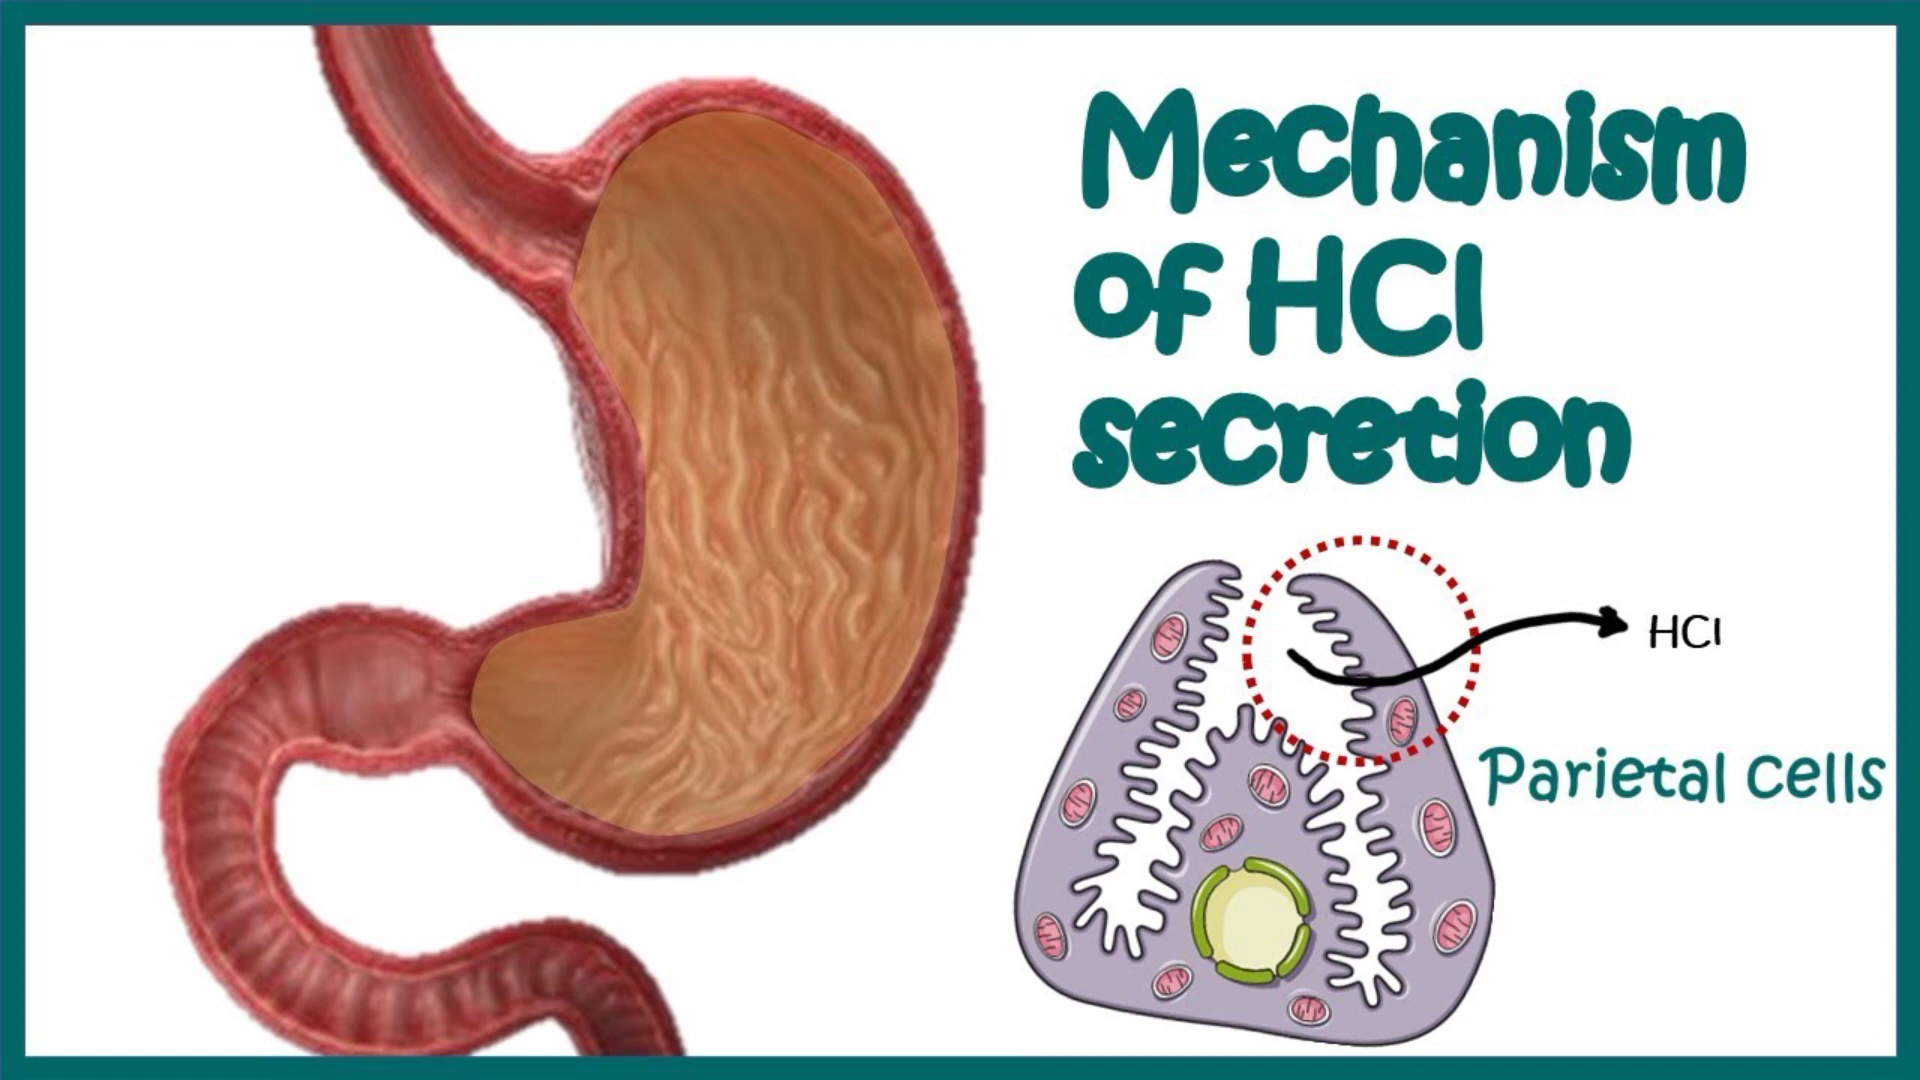 Mechanism
of HCl
secretion
HCl
Parietal cells